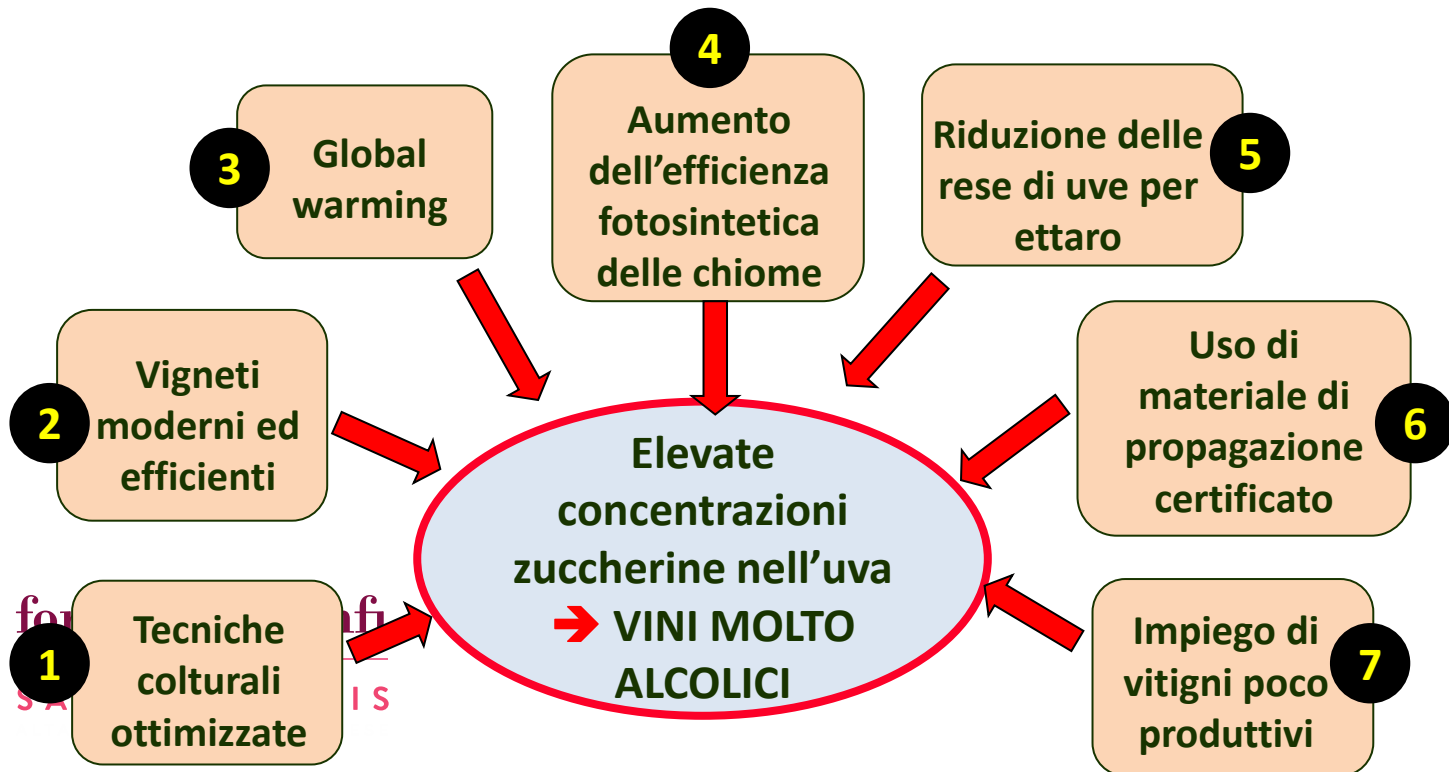 4
Aumento
dell’efficienza
fotosintetica
delle chiome
3
Global
warming
5
Riduzione delle
rese di uve per
ettaro
2
Vigneti
moderni ed
efficienti
6
Uso di
materiale di
propagazione
certificato
Elevate
concentrazioni
zuccherine nell’uva
➔ VINI MOLTO
ALCOLICI
1
Tecniche
colturali
ottimizzate
7
Impiego di
vitigni poco
produttivi